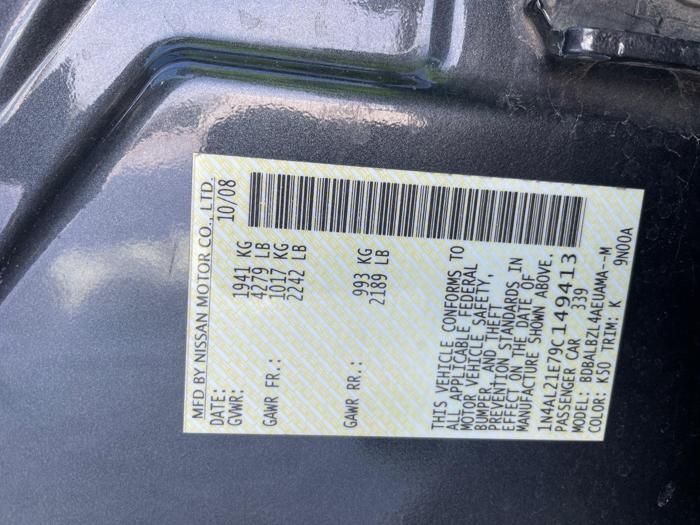 MFD BY NISSAN MOTOR CO., LTD.
DATE: 10/08
GVWR: 1941 KG
4279 LB
GAWR FR.: 1017 KG
2242 LB
GAWR RR.: 993 KG
2189 LB
THIS VEHICLE CONFORMS TO
ALL APPLICABLE FEDERAL
MOTOR VEHICLE SAFETY,
BUMPER, AND THEFT
PREVENTION STANDARDS IN
EFFECT ON THE DATE OF
MANUFACTURE SHOWN ABOVE.
1N4AL21E79C149413
PASSENGER CAR 339
MODEL: BDBALBZL4AEUAMA--M
COLOR: K50 TRIM: K 9N00A